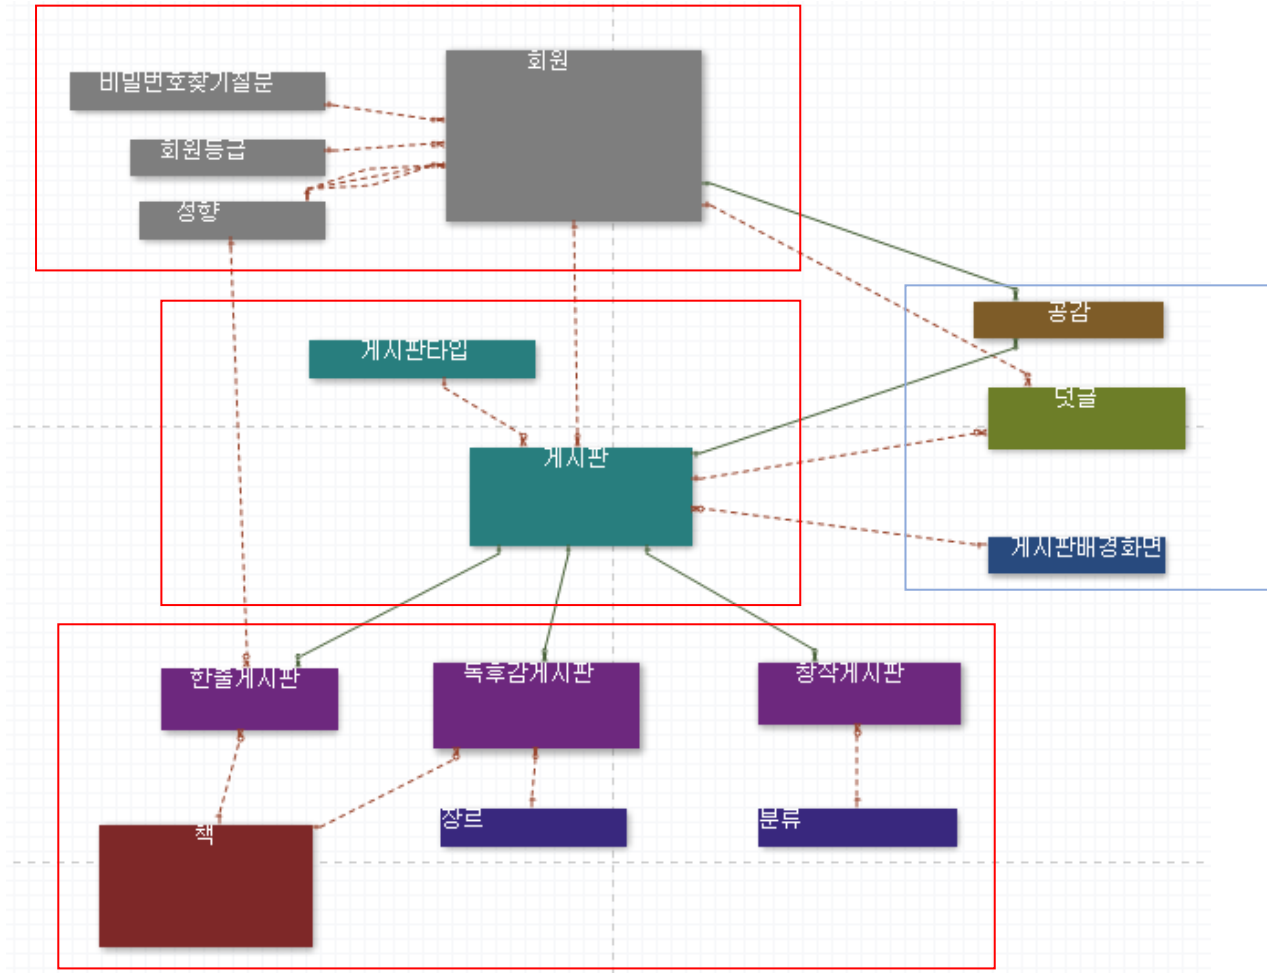 회원
비밀번호찾기질문
회원등급
성향
공감
게시판타입
덧글
게시판
게시판배경화면
한줄게시판
독후감게시판
창작게시판
장르
분류
책